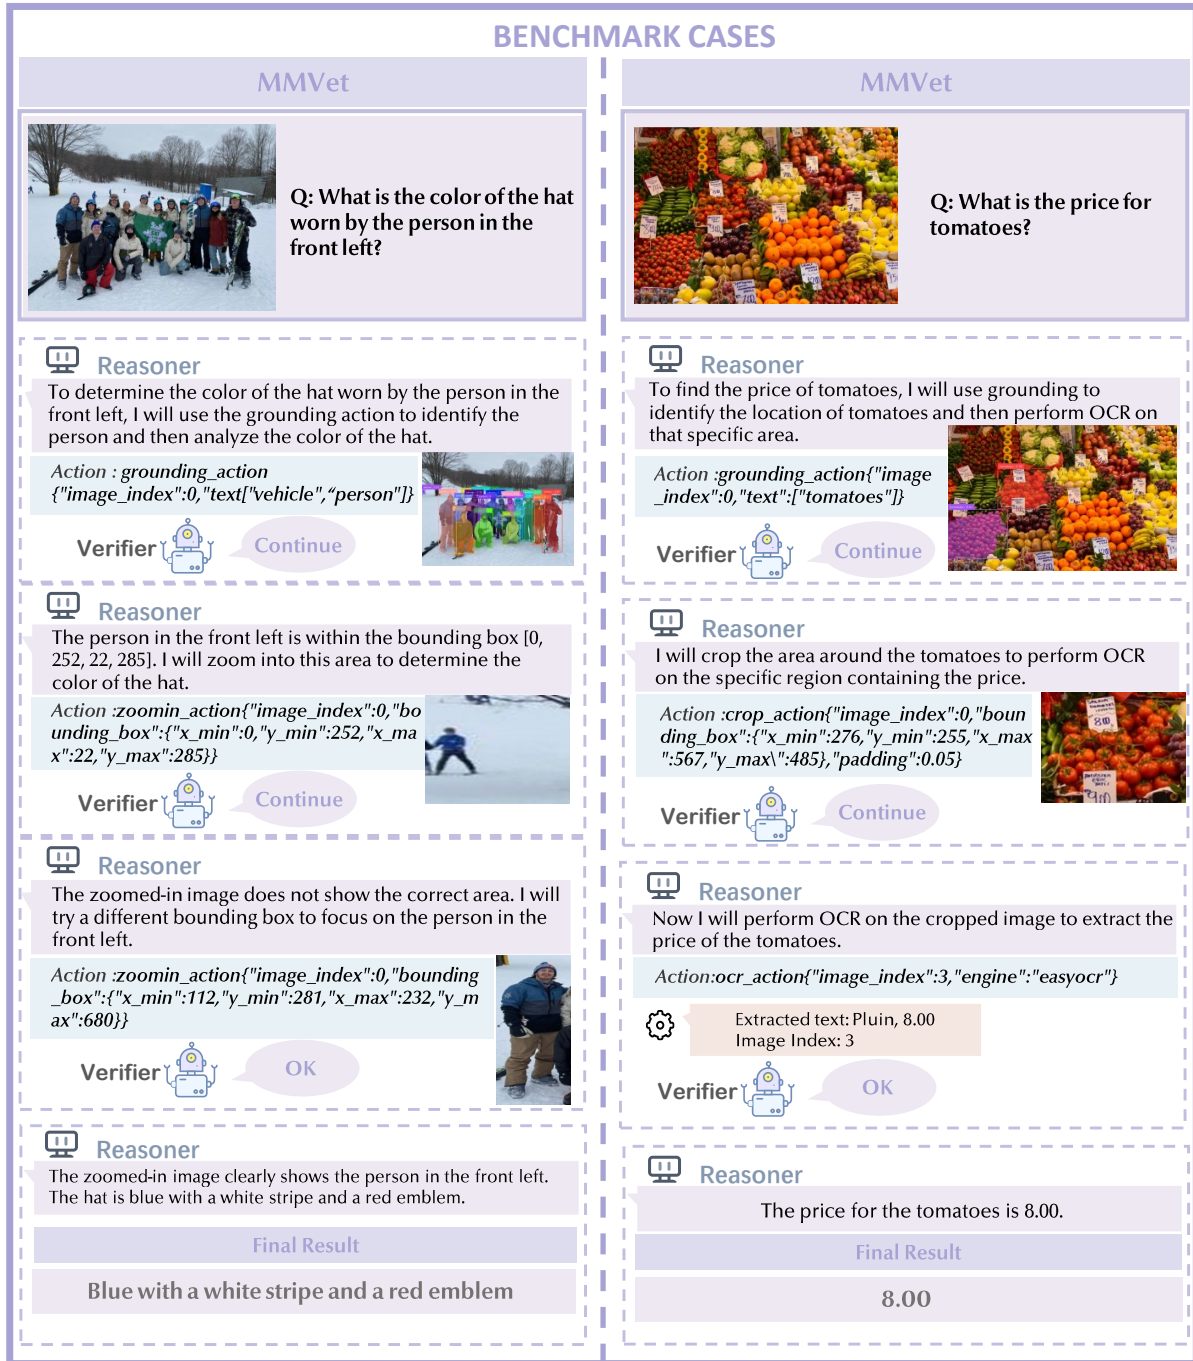 BENCHMARK CASES
MMVet
Q: What is the color of the hat
worn by the person in the
front left?
Reasoner
To determine the color of the hat worn by the person in the
front left, I will use the grounding action to identify the
person and then analyze the color of the hat.
Action : grounding_action
{"image_index":0,"text["vehicle",“person"]}
Verifier
Continue
Reasoner
The person in the front left is within the bounding box [0,
252, 22, 285]. I will zoom into this area to determine the
color of the hat.
Action :zoomin_action{"image_index":0,"bo
unding_box":{"x_min":0,"y_min":252,"x_ma
x":22,"y_max":285}}
Verifier
Continue
Reasoner
The zoomed-in image does not show the correct area. I will
try a different bounding box to focus on the person in the
front left.
Action :zoomin_action{"image_index":0,"bounding
_box":{"x_min":112,"y_min":281,"x_max":232,"y_m
ax":680}}
Verifier
OK
Reasoner
The zoomed-in image clearly shows the person in the front left.
The hat is blue with a white stripe and a red emblem.
Final Result
Blue with a white stripe and a red emblem
MMVet
Q: What is the price for
tomatoes?
Reasoner
To find the price of tomatoes, I will use grounding to
identify the location of tomatoes and then perform OCR on
that specific area.
Action :grounding_action{"image
_index":0,"text":["tomatoes"]}
Verifier
Continue
Reasoner
I will crop the area around the tomatoes to perform OCR
on the specific region containing the price.
Action :crop_action{"image_index":0,"boun
ding_box":{"x_min":276,"y_min":255,"x_max
":567,"y_max\":485},"padding":0.05}
8.00
9.00
Verifier
Continue
Reasoner
Now I will perform OCR on the cropped image to extract the
price of the tomatoes.
Action:ocr_action{"image_index":3,"engine":"easyocr"}
Extracted text: Pluin, 8.00
Image Index: 3
Verifier
OK
Reasoner
The price for the tomatoes is 8.00.
Final Result
8.00